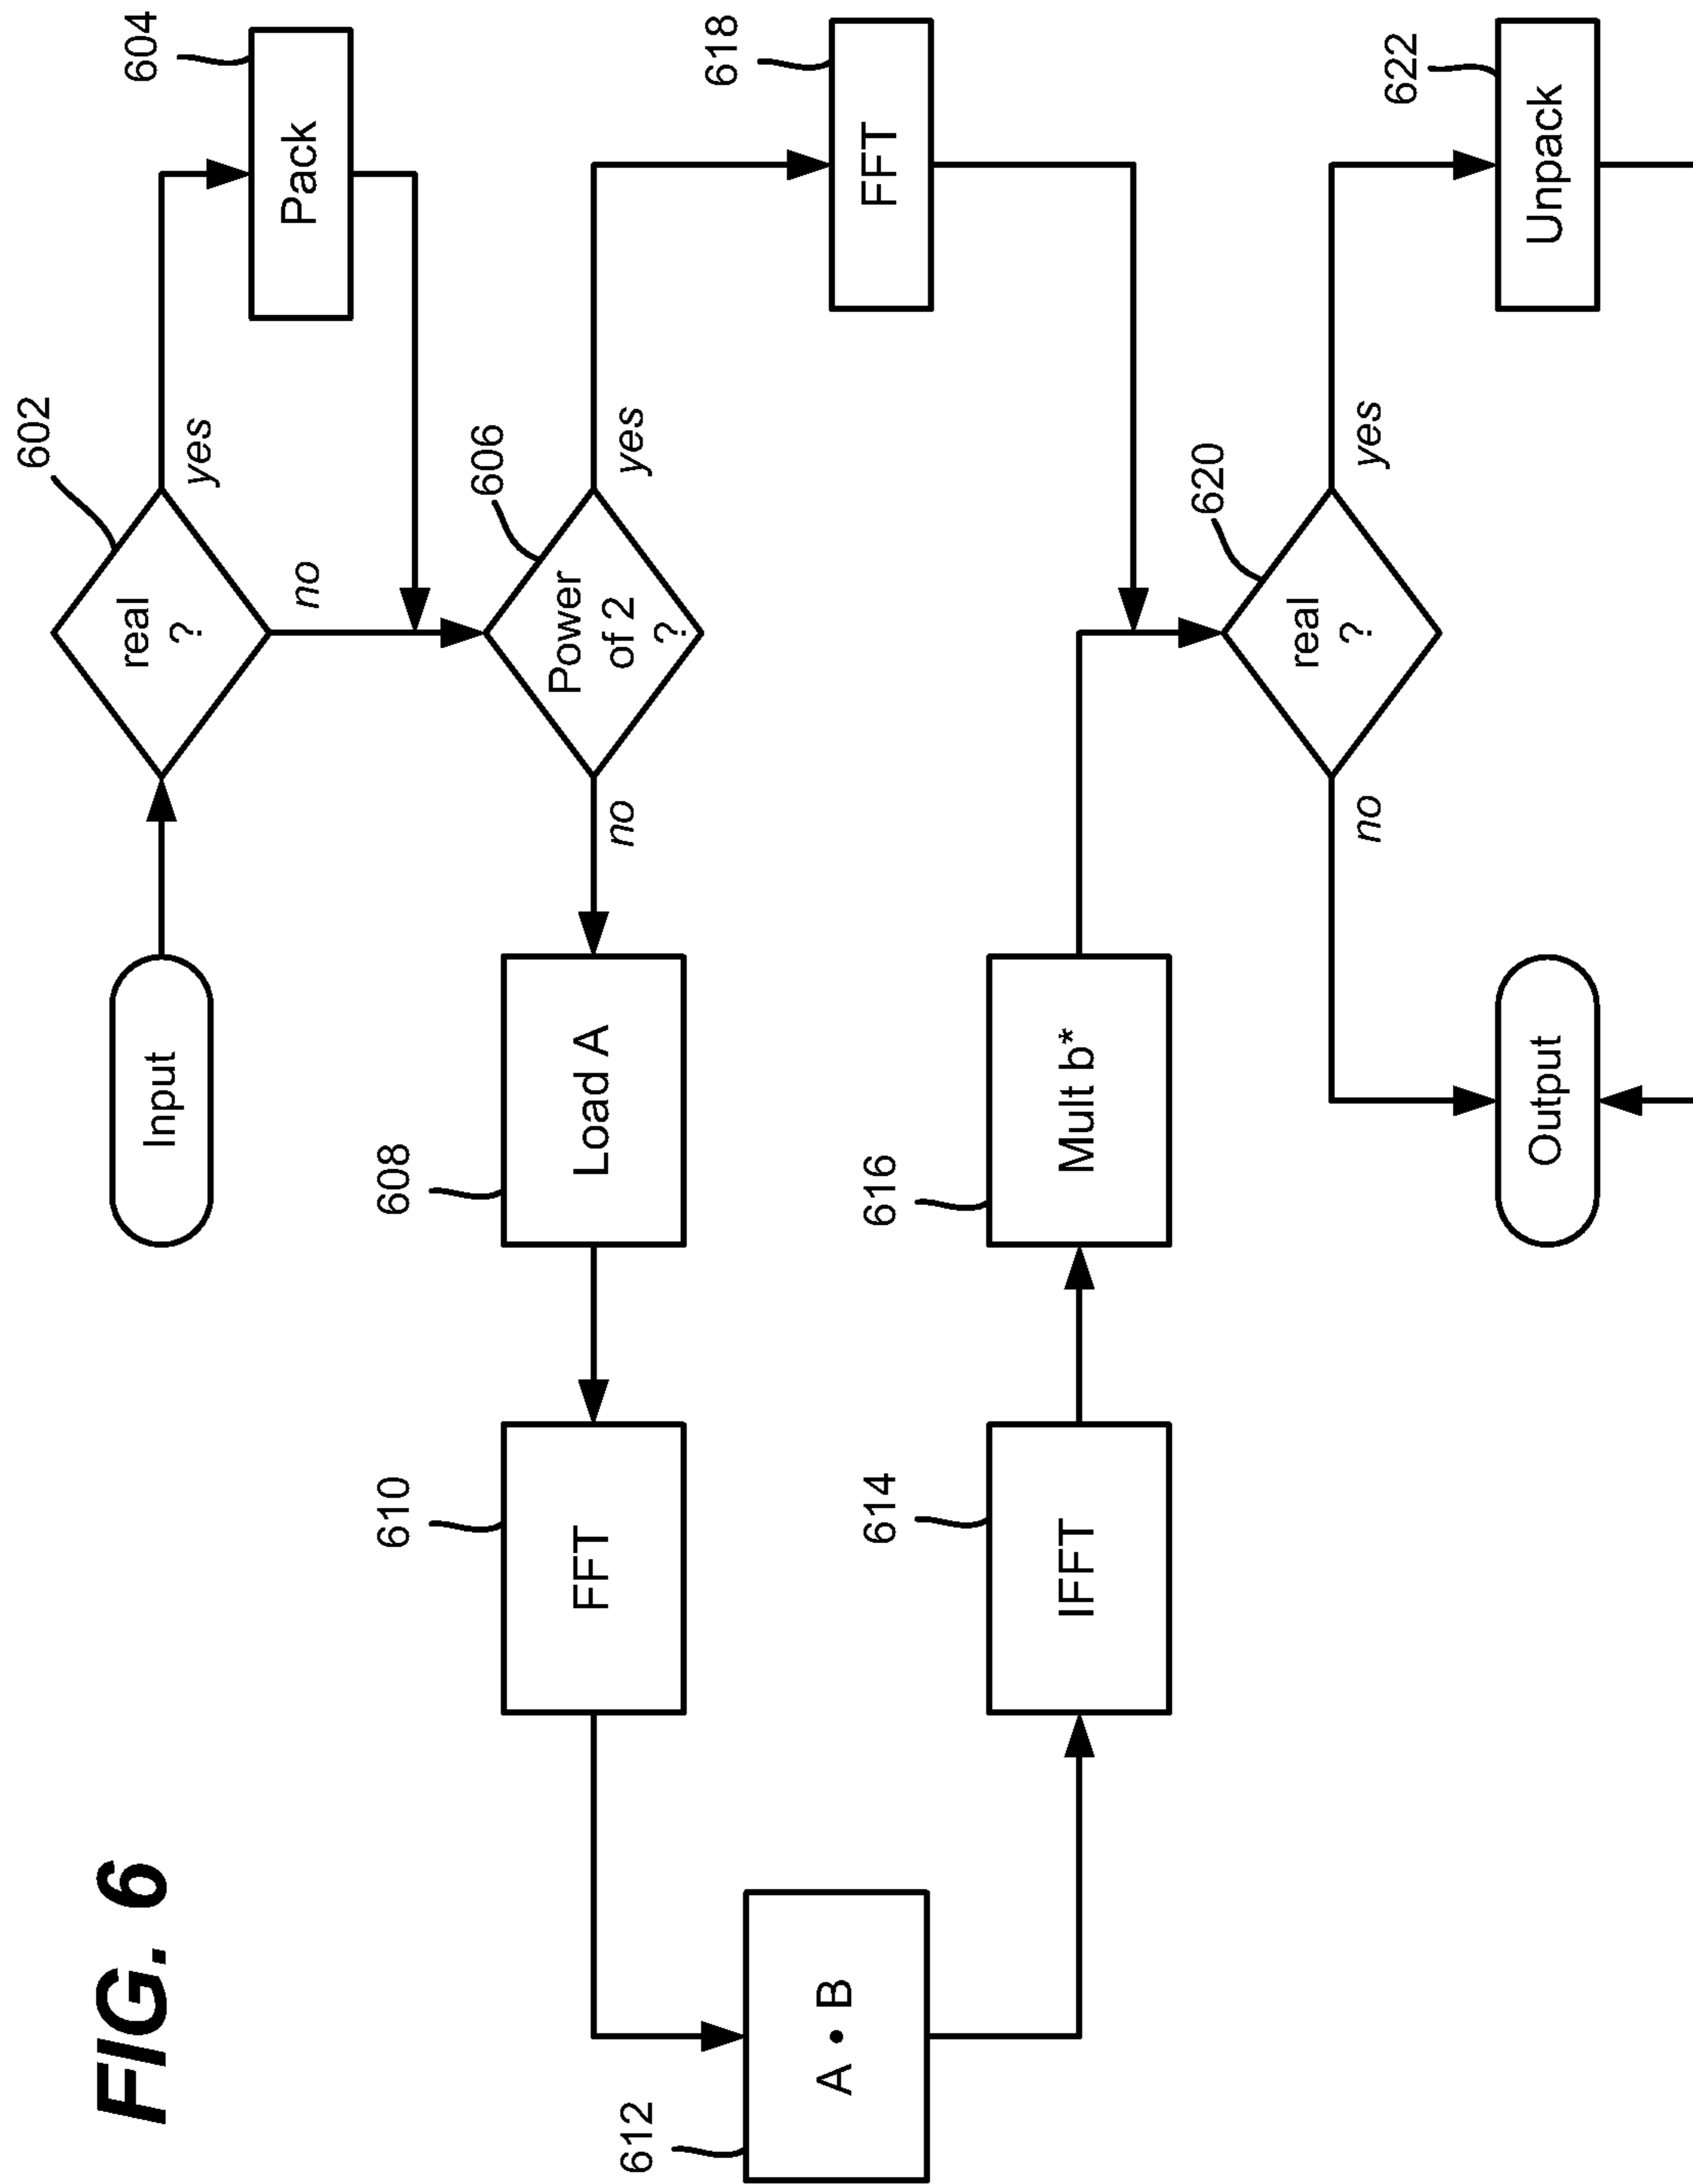 FIG. 6
Input
602
real
?
yes
no
604
Pack
606
Power
of 2
?
yes
no
608
Load A
610
FFT
612
A • B
614
IFFT
616
Mult b*
618
FFT
620
real
?
yes
no
622
Unpack
Output